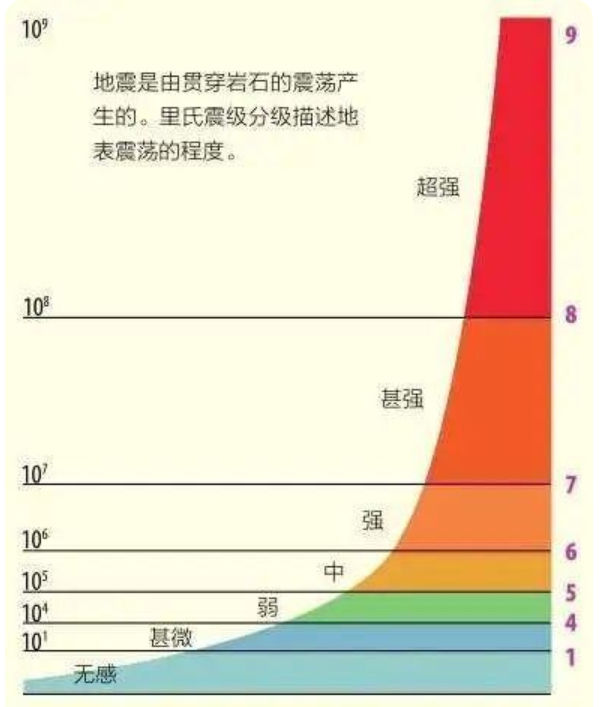 10⁹
9
地震是由贯穿岩石的震荡产
生的。里氏震级分级描述地
表震荡的程度。
超强
10⁸
8
甚强
10⁷
7
强
10⁶
6
中
10⁵
5
弱
10⁴
4
甚微
10¹
1
无感